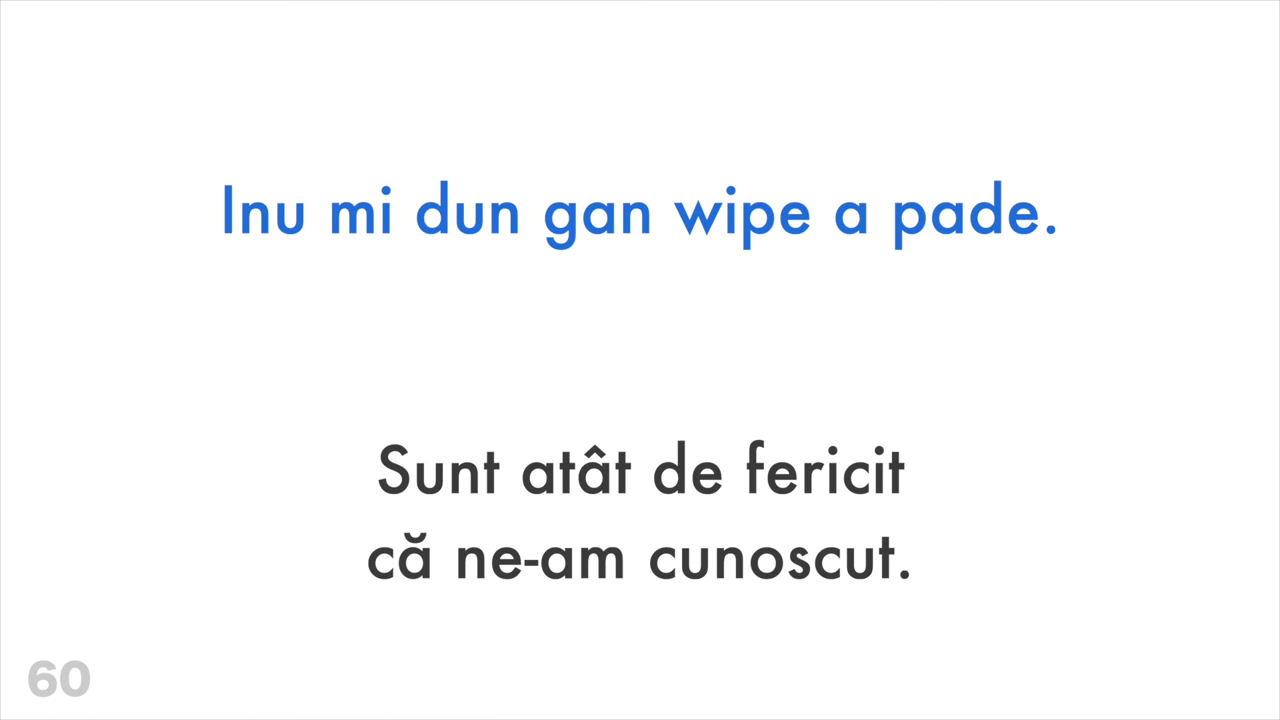 Inu mi dun gan wipe a pade.
Sunt atât de fericit
că ne-am cunoscut.
60